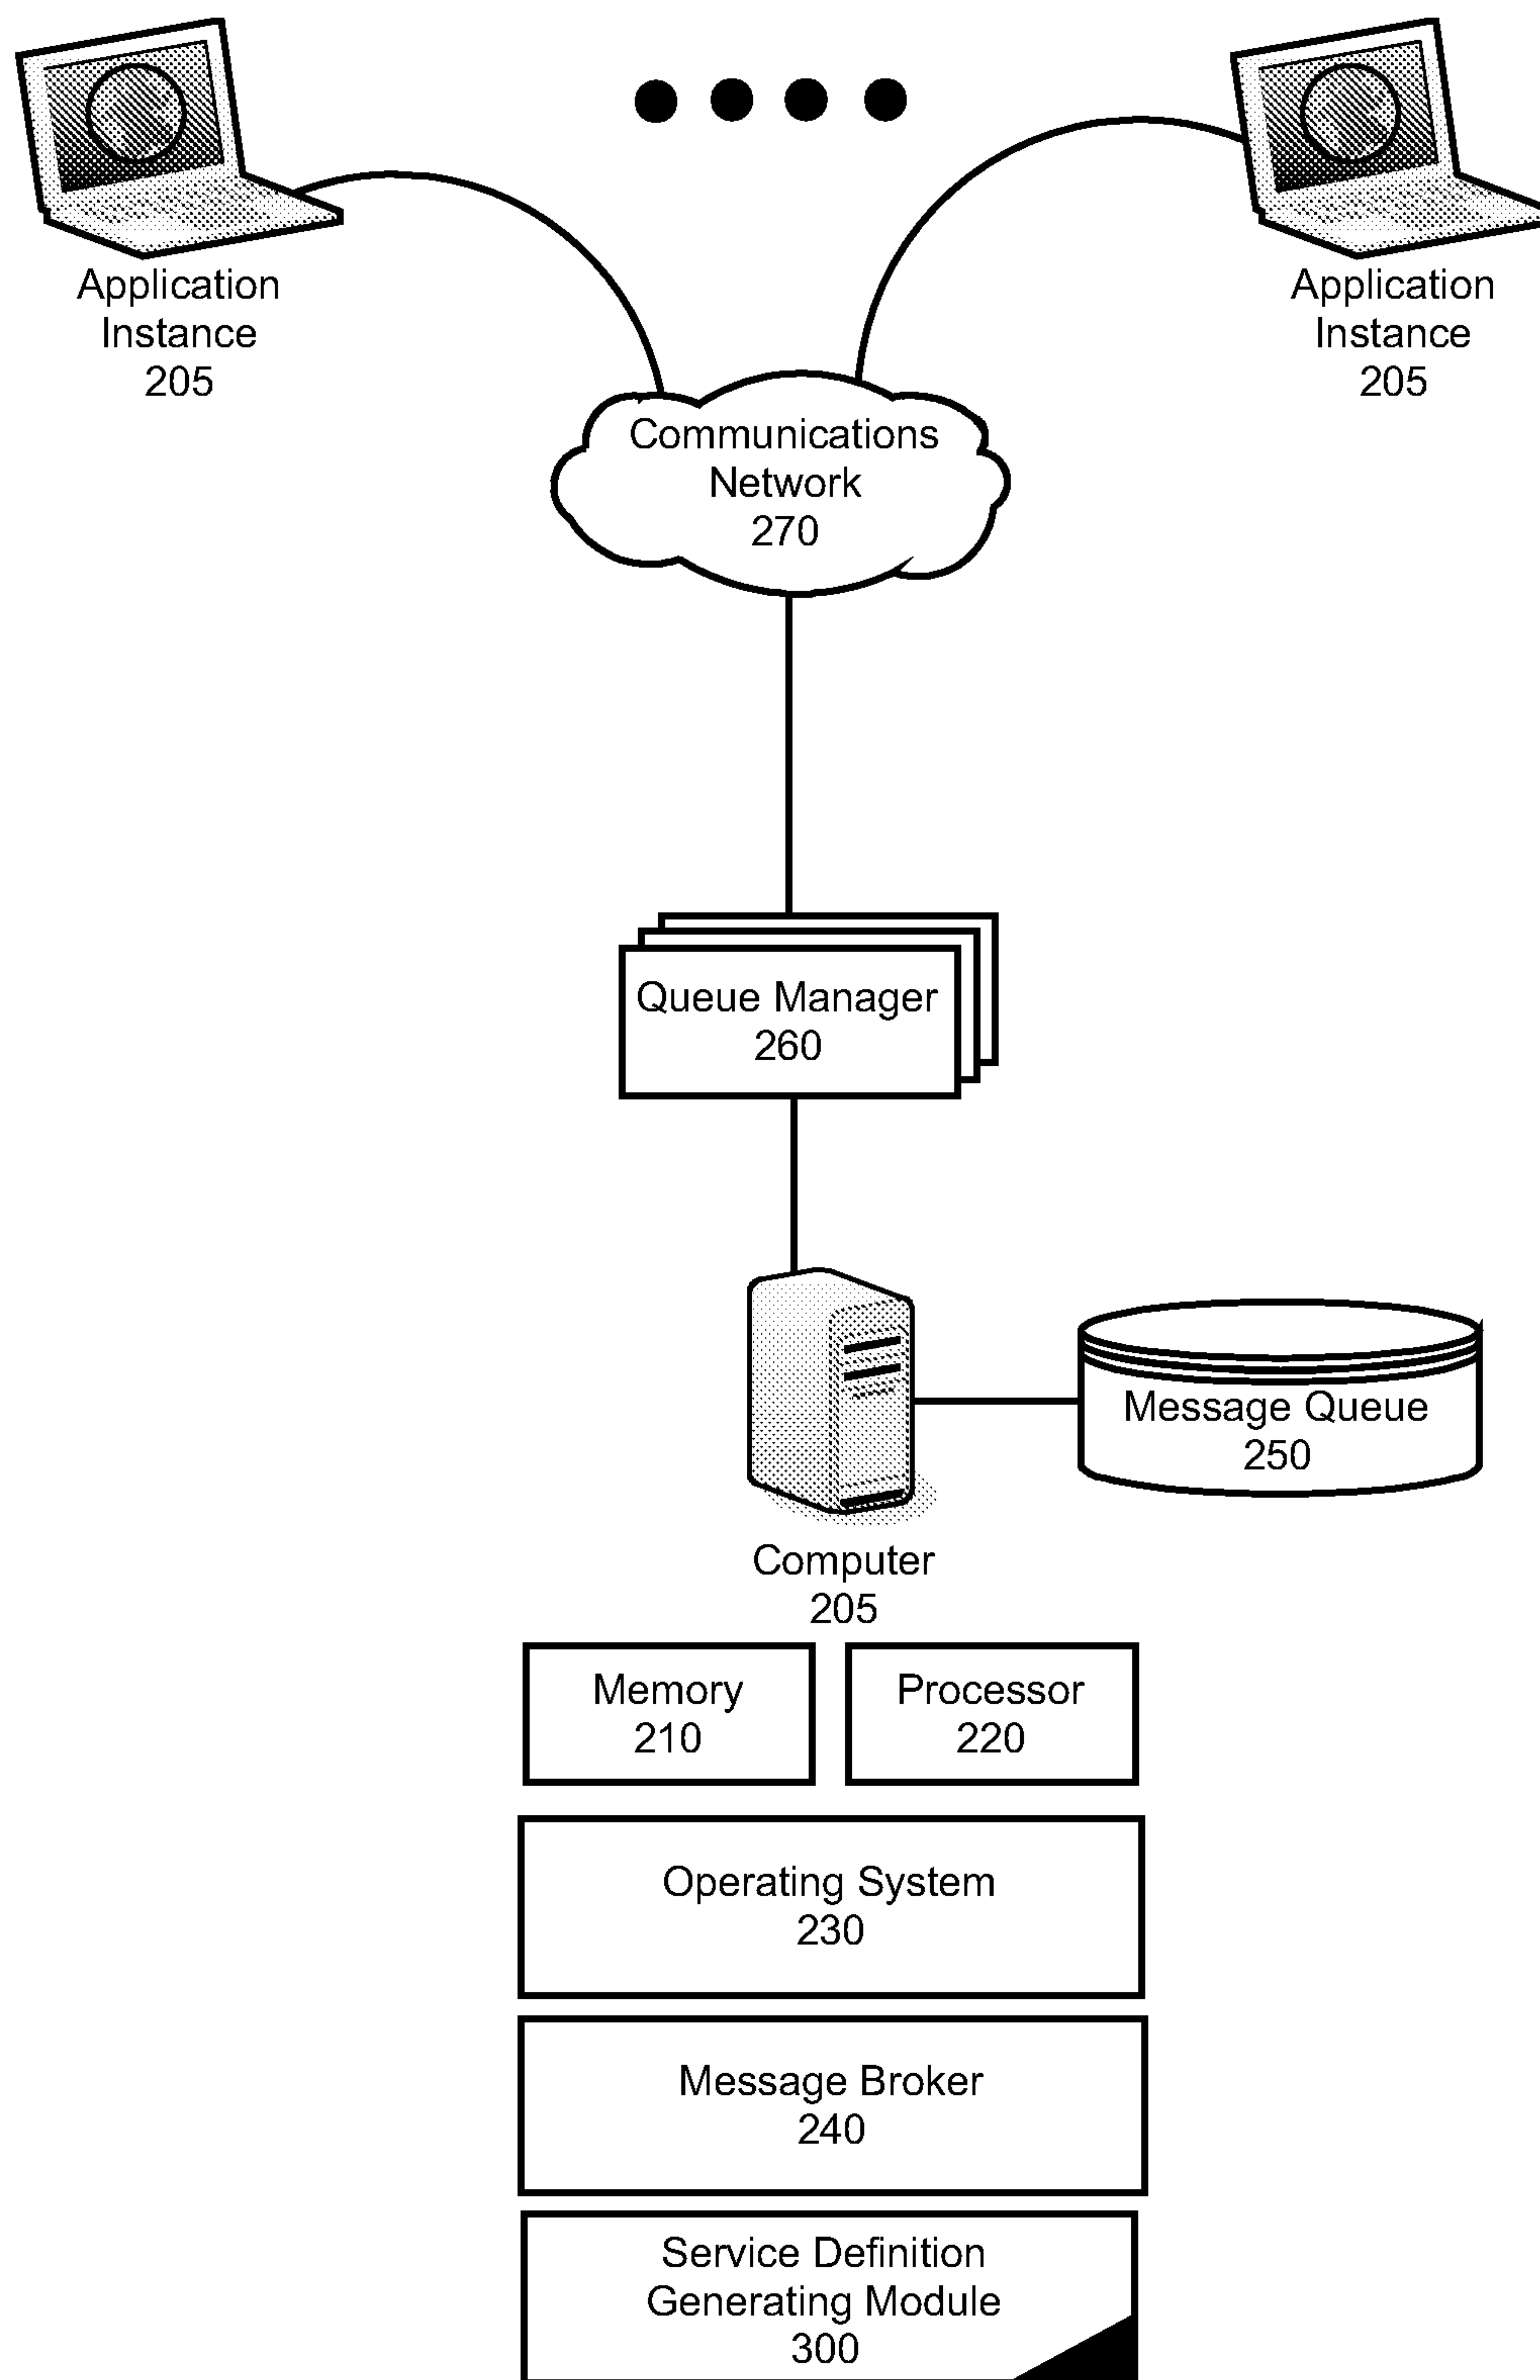 Application
Instance
205
Application
Instance
205
Communications
Network
270
Queue Manager
260
Message Queue
250
Computer
205
Memory
210
Processor
220
Operating System
230
Message Broker
240
Service Definition
Generating Module
300